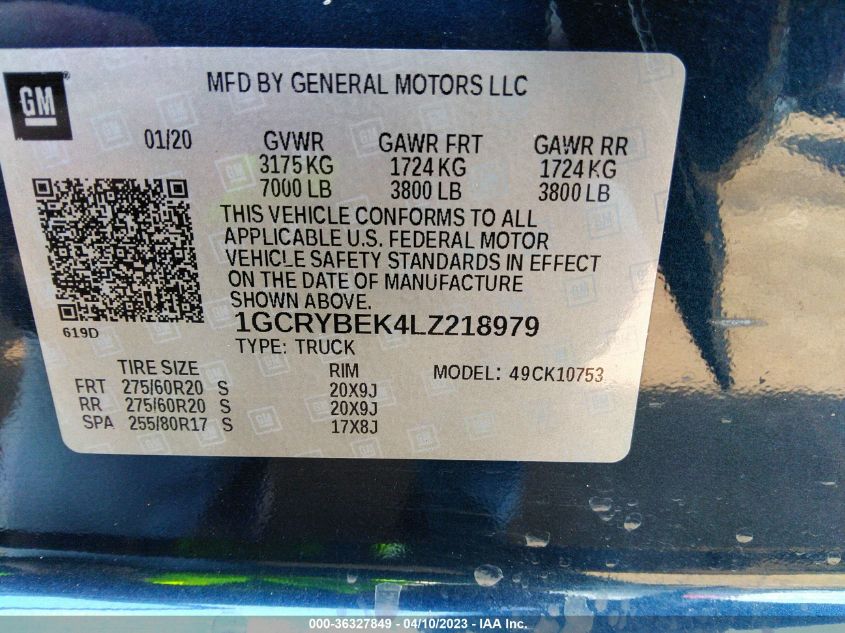 MFD BY GENERAL MOTORS LLC
GM
01/20 GVWR GAWR FRT GAWR RR
3175 KG 1724 KG 1724 KG
7000 LB 3800 LB 3800 LB
THIS VEHICLE CONFORMS TO ALL
APPLICABLE U.S. FEDERAL MOTOR
VEHICLE SAFETY STANDARDS IN EFFECT
ON THE DATE OF MANUFACTURE
SHOWN ABOVE.
619D 1GCRYBEK4LZ218979
TYPE: TRUCK
TIRE SIZE RIM MODEL: 49CK10753
FRT 275/60R20 S 20X9J
RR 275/60R20 S 20X9J
SPA 255/80R17 S 17X8J
000-36327849 / 04/10/2023 - IAA Inc.